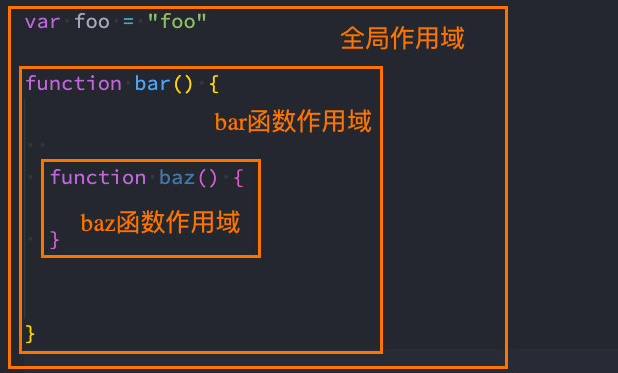 var foo = "foo"
全局作用域
function bar() {
bar函数作用域
function baz() {
baz函数作用域
}
}